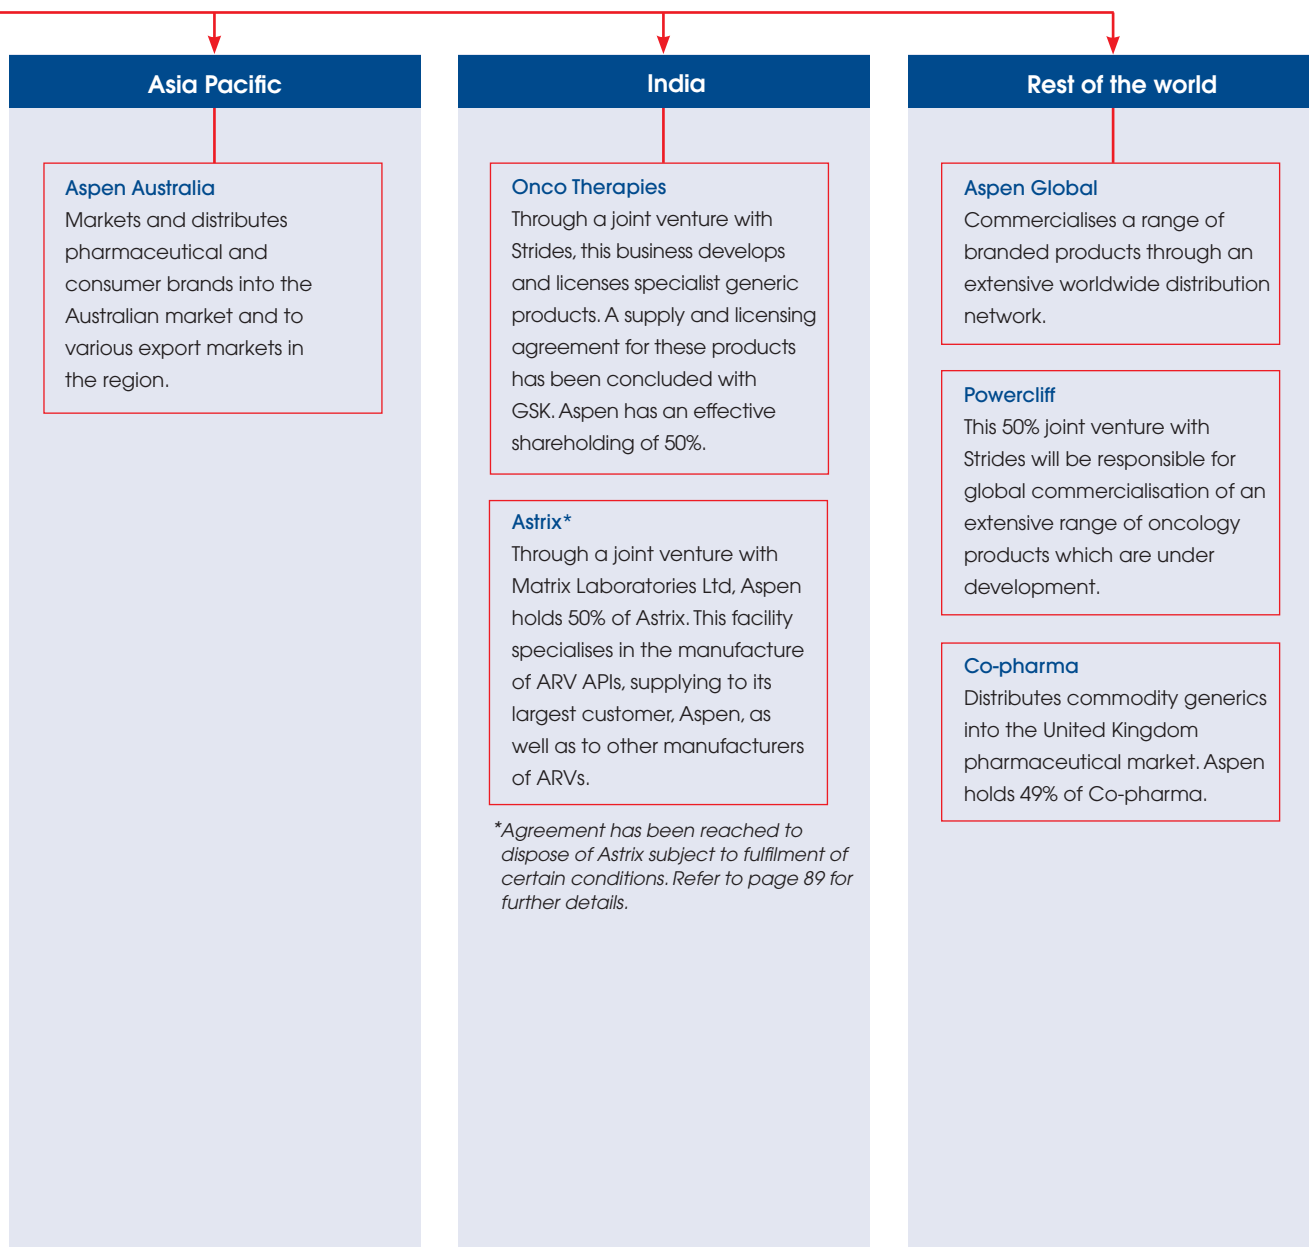 Asia Pacific
Aspen Australia
Markets and distributes
pharmaceutical and
consumer brands into the
Australian market and to
various export markets in
the region.
India
Onco Therapies
Through a joint venture with
Strides, this business develops
and licenses specialist generic
products. A supply and licensing
agreement for these products
has been concluded with
GSK. Aspen has an effective
shareholding of 50%.
Astrix*
Through a joint venture with
Matrix Laboratories Ltd, Aspen
holds 50% of Astrix. This facility
specialises in the manufacture
of ARV APIs, supplying to its
largest customer, Aspen, as
well as to other manufacturers
of ARVs.
*Agreement has been reached to
dispose of Astrix subject to fulfilment of
certain conditions. Refer to page 89 for
further details.
Rest of the world
Aspen Global
Commercialises a range of
branded products through an
extensive worldwide distribution
network.
Powercliff
This 50% joint venture with
Strides will be responsible for
global commercialisation of an
extensive range of oncology
products which are under
development.
Co-pharma
Distributes commodity generics
into the United Kingdom
pharmaceutical market. Aspen
holds 49% of Co-pharma.